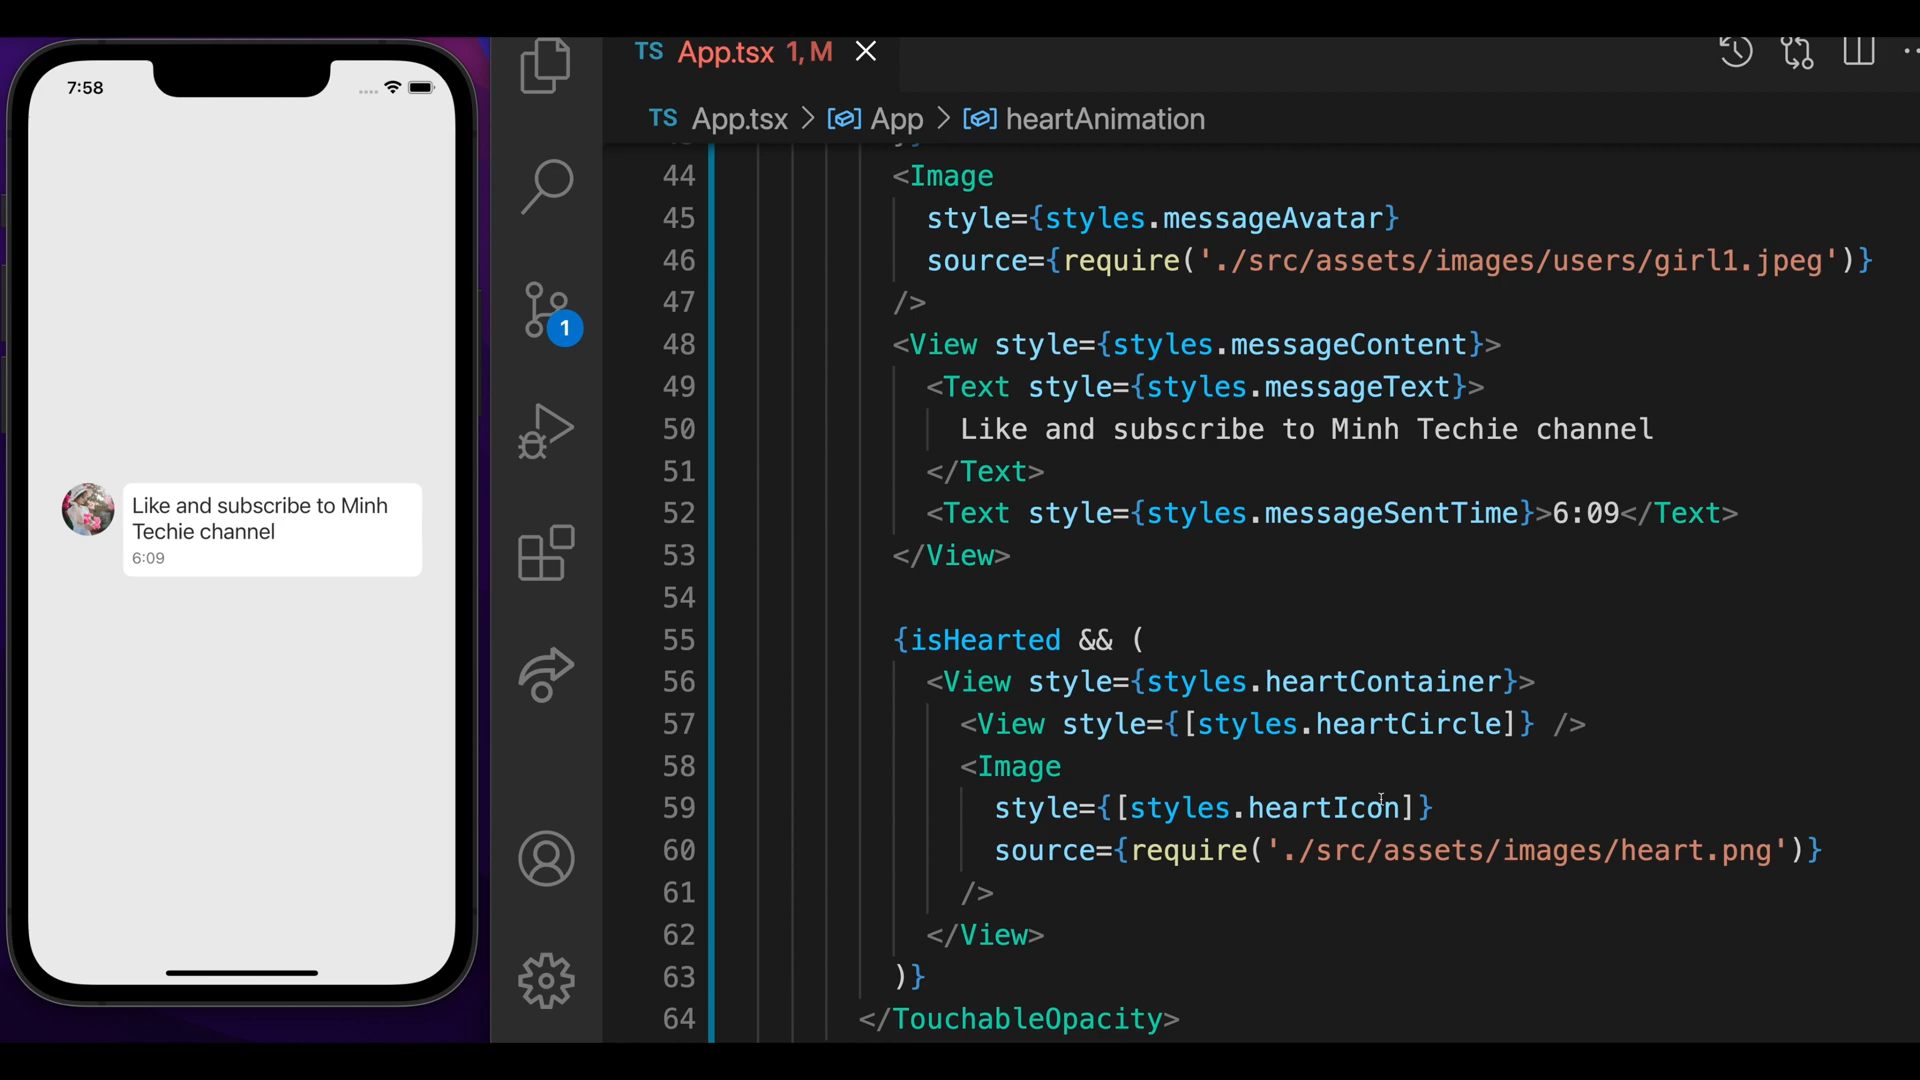 7:58
Like and subscribe to Minh
Techie channel
6:09
1
TS App.tsx 1, M
TS App.tsx > App > heartAnimation
44 <Image
45 style={styles.messageAvatar}
46 source={require('./src/assets/images/users/girl1.jpeg')}
47 />
48 <View style={styles.messageContent}>
49 <Text style={styles.messageText}>
50 Like and subscribe to Minh Techie channel
51 </Text>
52 <Text style={styles.messageSentTime}>6:09</Text>
53 </View>
54
55 {isHearted && (
56 <View style={styles.heartContainer}>
57 <View style={[styles.heartCircle]} />
58 <Image
59 style={[styles.heartIcon]}
60 source={require('./src/assets/images/heart.png')}
61 />
62 </View>
63 )}
64 </TouchableOpacity>